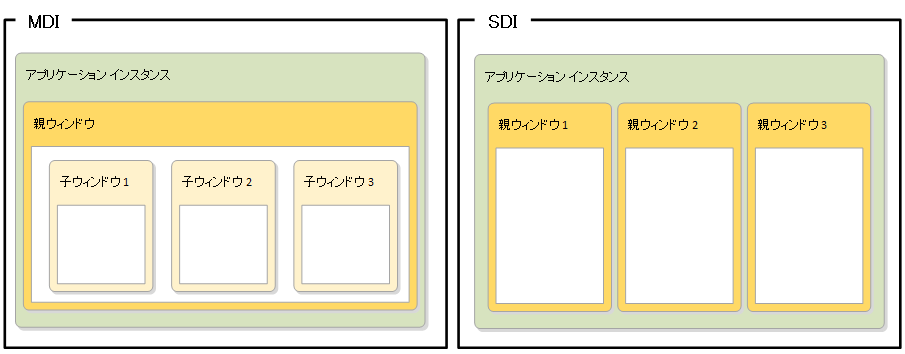 MDI
アプリケーション インスタンス
親ウィンドウ
子ウィンドウ 1
子ウィンドウ 2
子ウィンドウ 3
SDI
アプリケーション インスタンス
親ウィンドウ 1
親ウィンドウ 2
親ウィンドウ 3